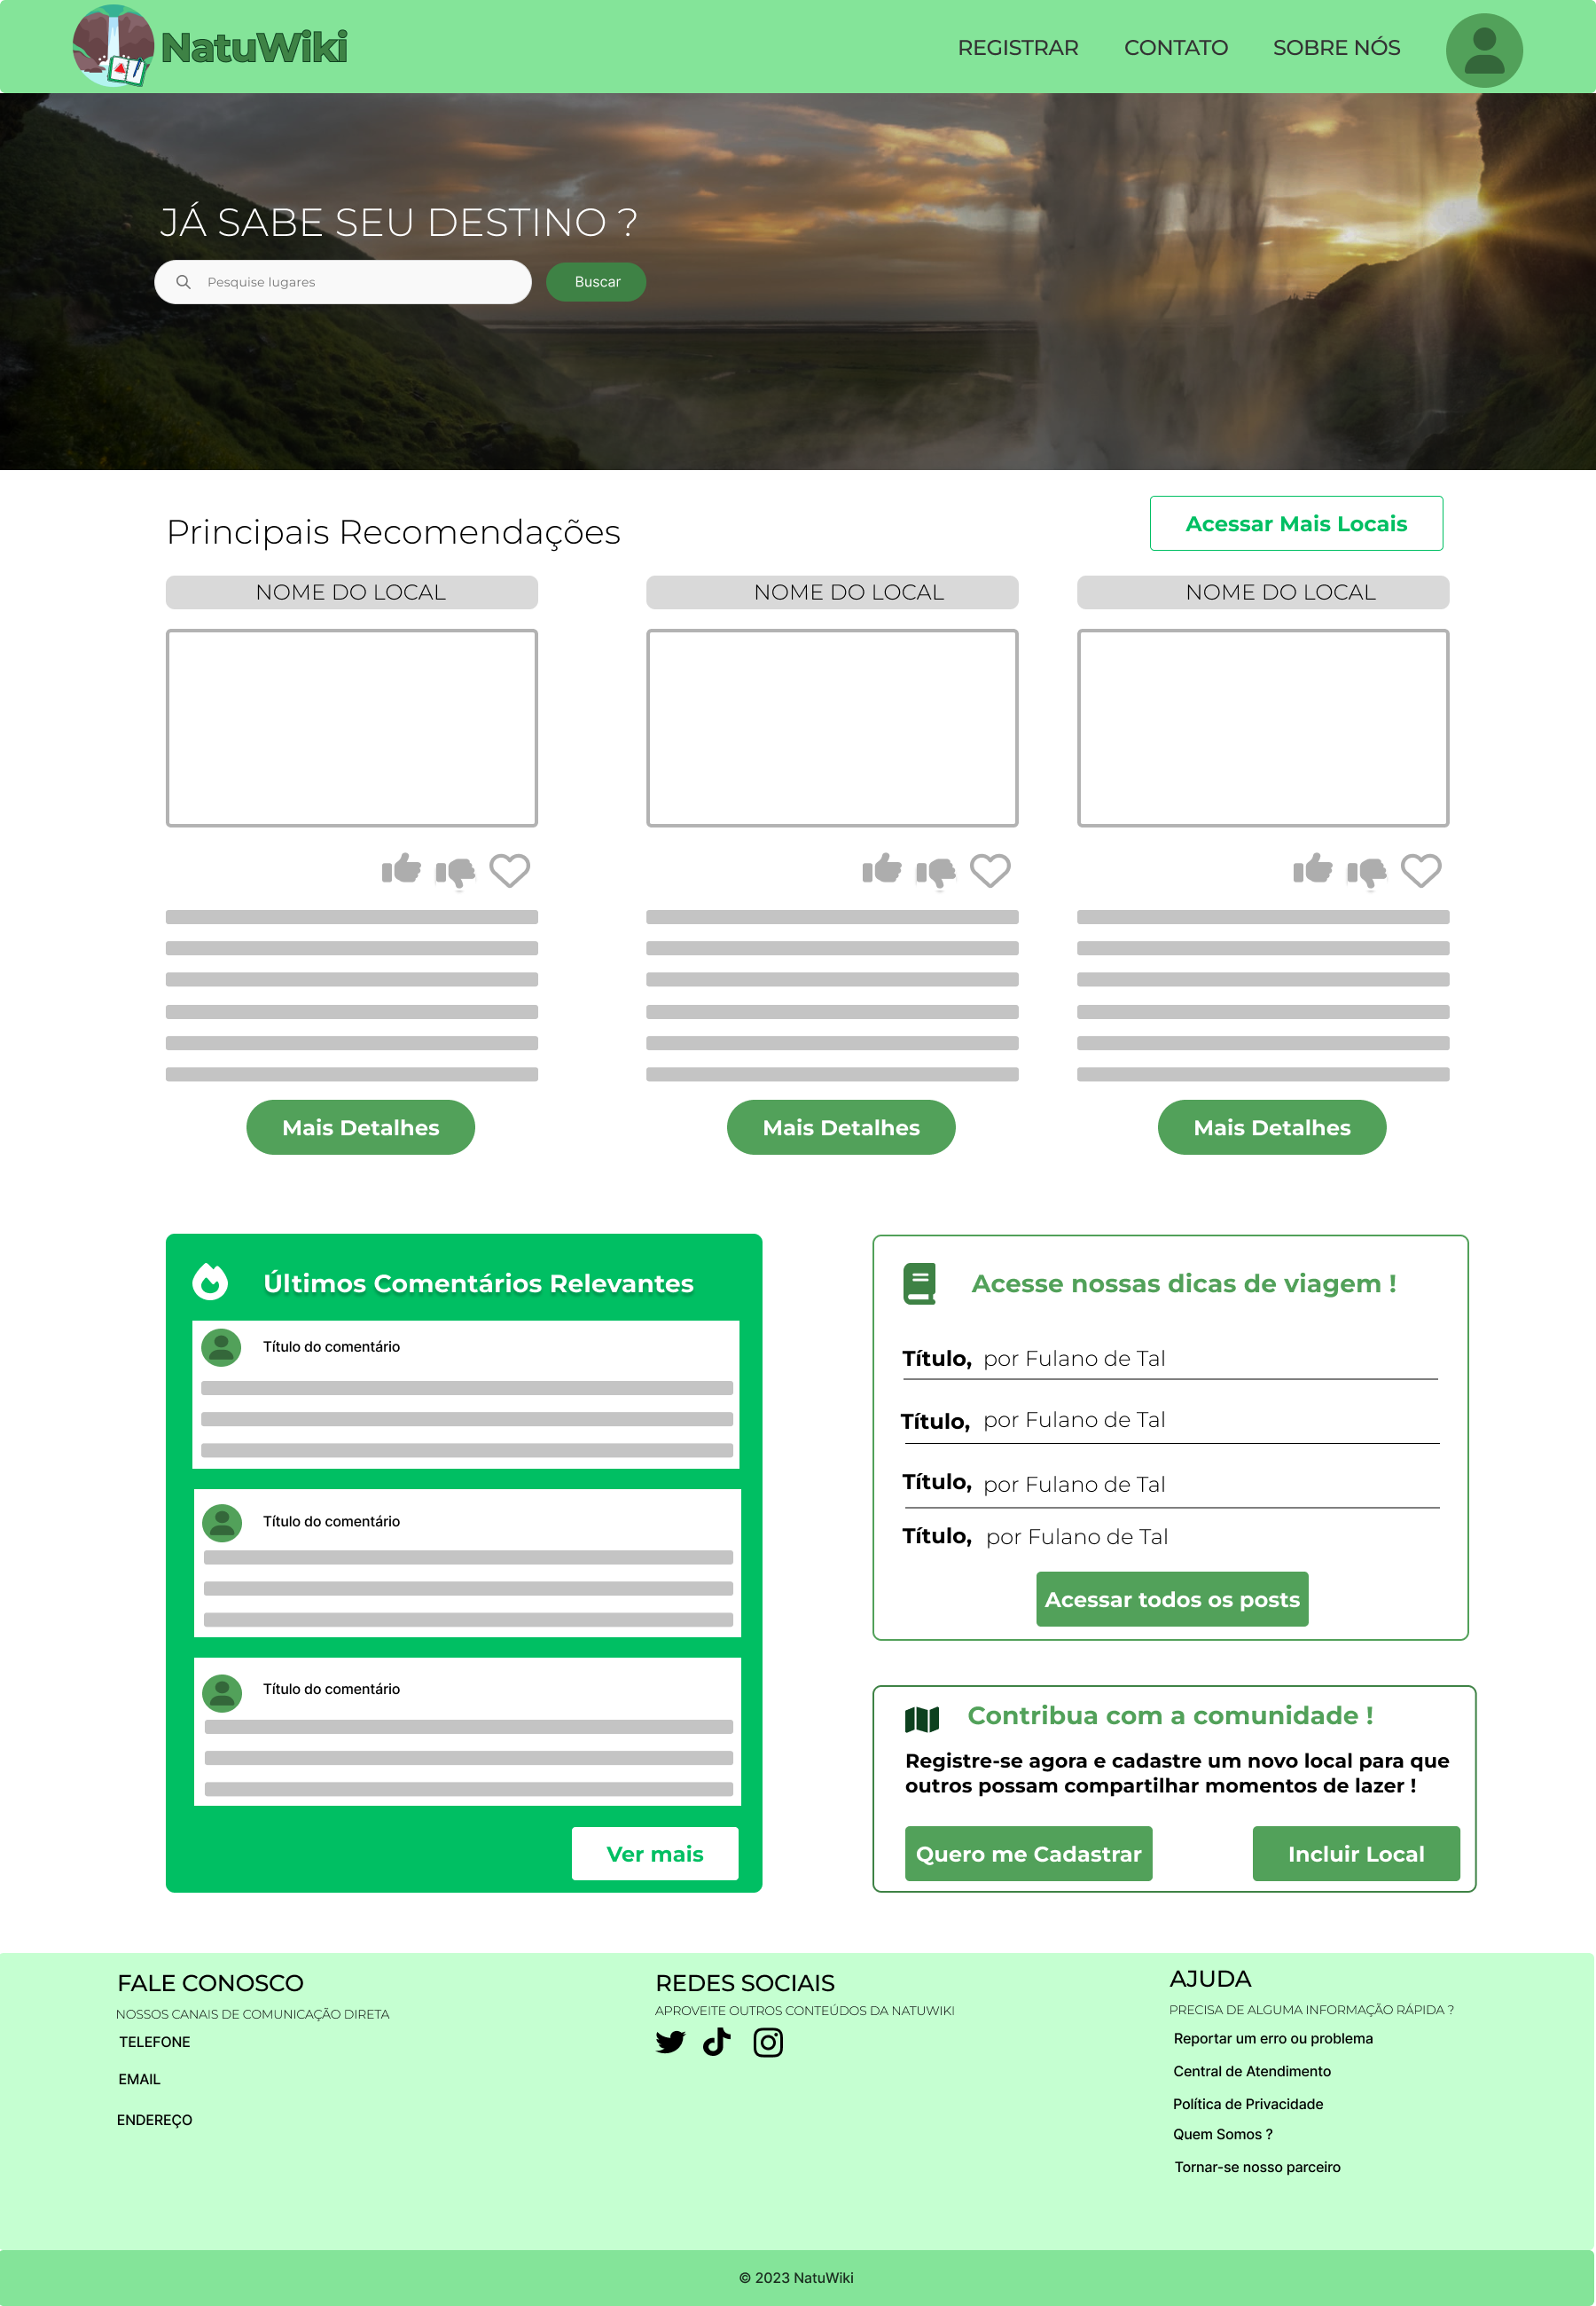 NatuWiki
REGISTRAR
CONTATO
SOBRE NÓS
JÁ SABE SEU DESTINO ?
Pesquise lugares
Buscar
Principais Recomendações
Acessar Mais Locais
NOME DO LOCAL
NOME DO LOCAL
NOME DO LOCAL
Mais Detalhes
Mais Detalhes
Mais Detalhes
Últimos Comentários Relevantes
Título do comentário
Título do comentário
Título do comentário
Ver mais
Acesse nossas dicas de viagem !
Título, por Fulano de Tal
Título, por Fulano de Tal
Título, por Fulano de Tal
Título, por Fulano de Tal
Acessar todos os posts
Contribua com a comunidade !
Registre-se agora e cadastre um novo local para que
outros possam compartilhar momentos de lazer !
Quero me Cadastrar
Incluir Local
FALE CONOSCO
NOSSOS CANAIS DE COMUNICAÇÃO DIRETA
TELEFONE
EMAIL
ENDEREÇO
REDES SOCIAIS
APROVEITE OUTROS CONTEÚDOS DA NATUWIKI
AJUDA
PRECISA DE ALGUMA INFORMAÇÃO RÁPIDA ?
Reportar um erro ou problema
Central de Atendimento
Política de Privacidade
Quem Somos ?
Tornar-se nosso parceiro
© 2023 NatuWiki